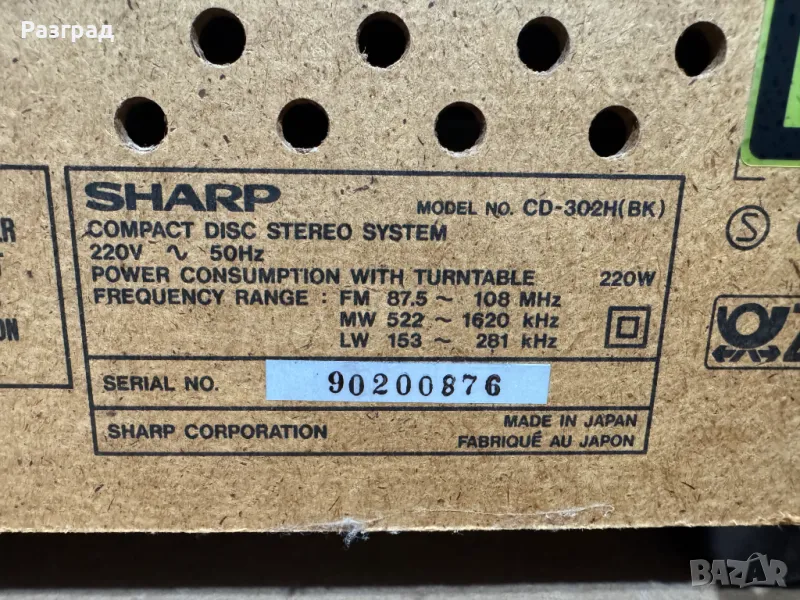 Разград
SHARP MODEL NO. CD-302H(BK)
COMPACT DISC STEREO SYSTEM
220V ~ 50Hz
POWER CONSUMPTION WITH TURNTABLE 220W
FREQUENCY RANGE : FM 87.5 ~ 108 MHz
MW 522 ~ 1620 kHz
LW 153 ~ 281 kHz
SERIAL NO. 90200876
SHARP CORPORATION
MADE IN JAPAN
FABRIQUÉ AU JAPON
S
BAZAR